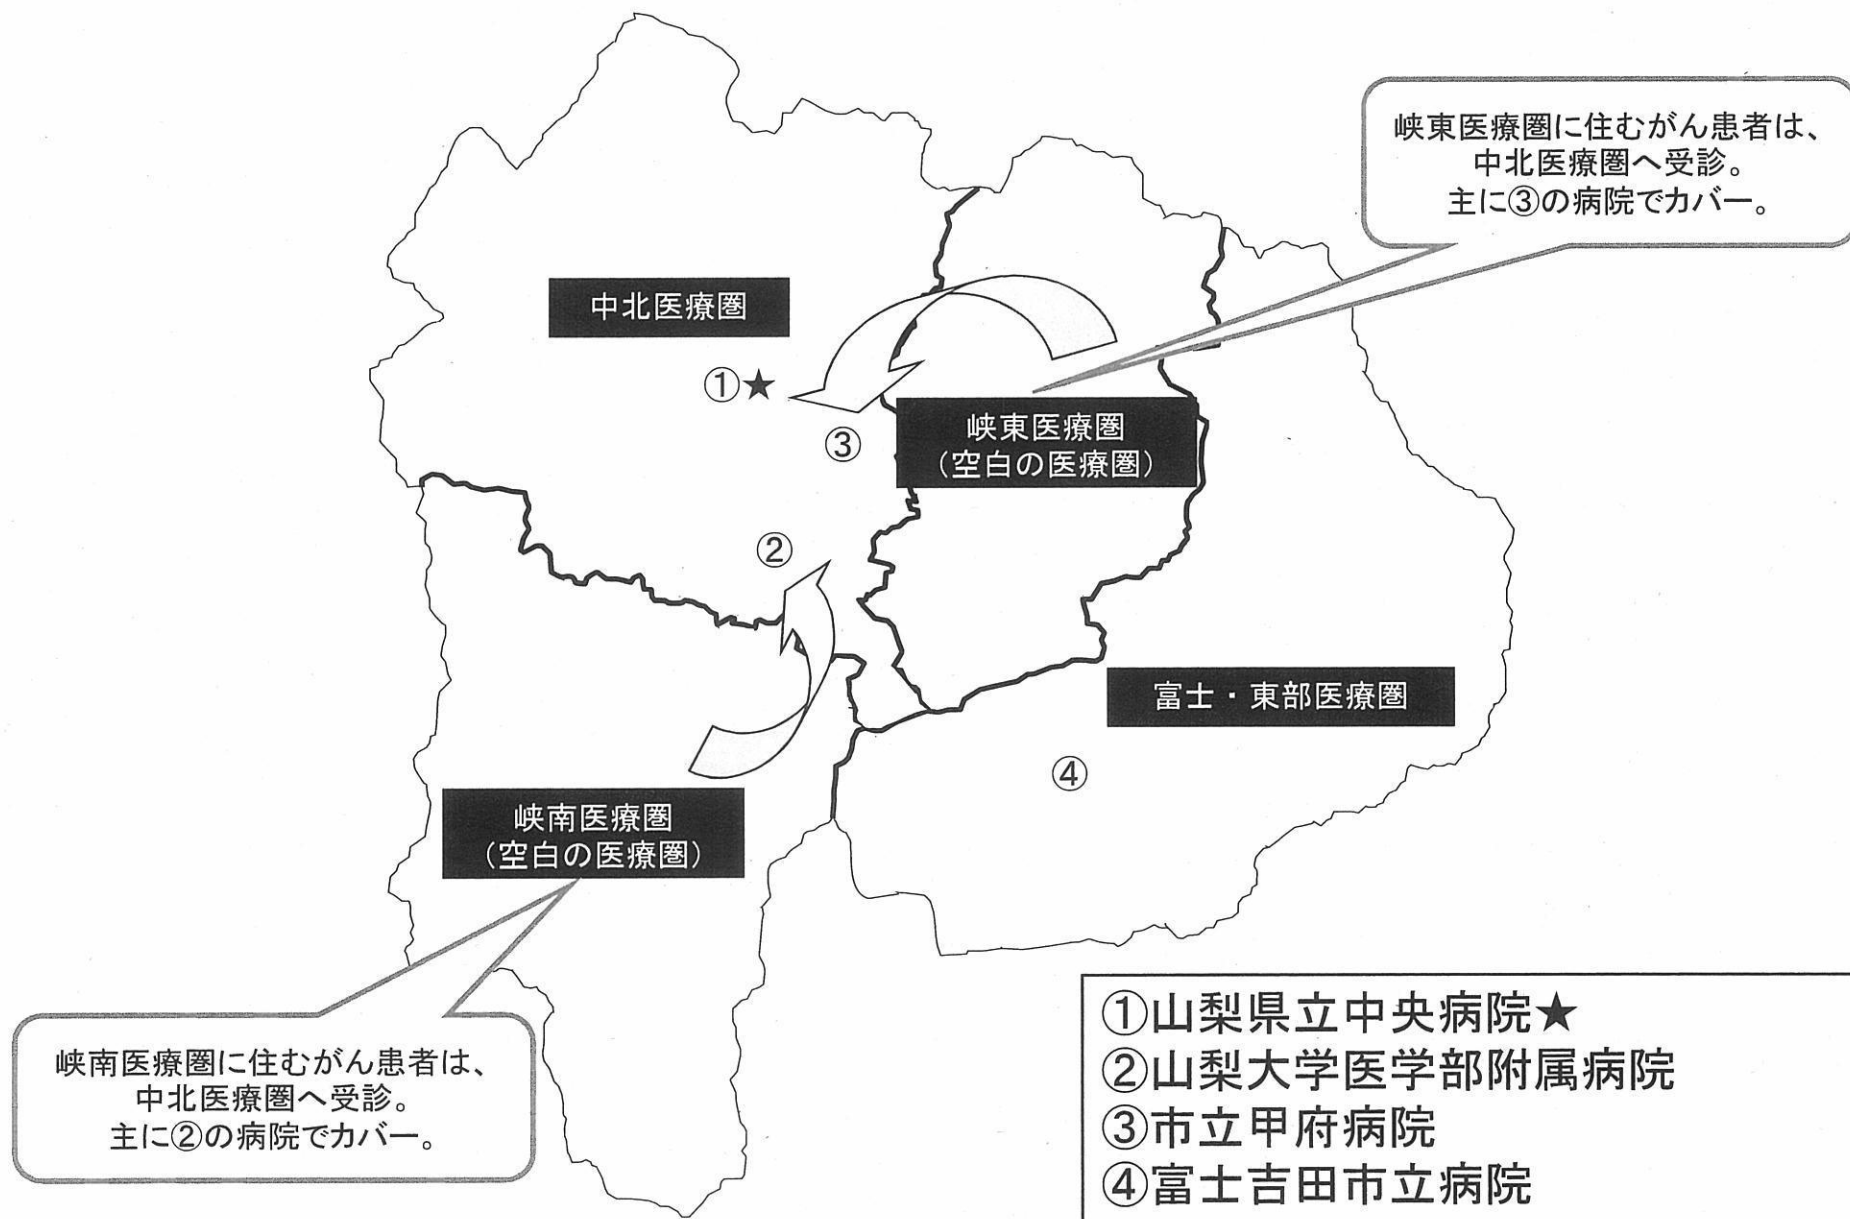 峡東医療圏に住むがん患者は、
中北医療圏へ受診。
主に③の病院でカバー。
中北医療圏
①★
③
峡東医療圏
（空白の医療圏）
②
富士・東部医療圏
④
峡南医療圏
（空白の医療圏）
峡南医療圏に住むがん患者は、
中北医療圏へ受診。
主に②の病院でカバー。
①山梨県立中央病院★
②山梨大学医学部附属病院
③市立甲府病院
④富士吉田市立病院